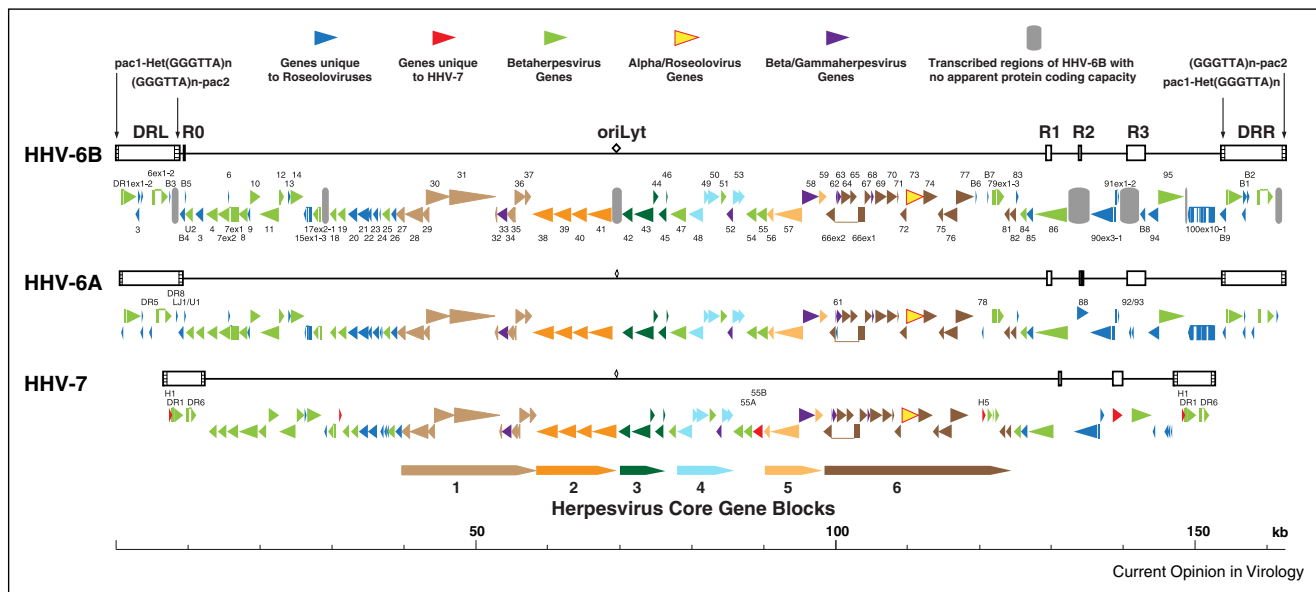 Genes unique
to Roseoloviruses
Genes unique
to HHV-7
Betaherpesvirus
Genes
Alpha/Roseolovirus
Genes
Beta/Gammaherpesvirus
Genes
Transcribed regions of HHV-6B with
no apparent protein coding capacity
pac1-Het(GGGTTA)n
(GGGTTA)n-pac2
(GGGTTA)n-pac2
pac1-Het(GGGTTA)n
DRL R0 oriLyt R1 R2 R3 DRR
HHV-6B
6ex1-2 6 12 14 30 31 37 36 44 46 50 53 49 51 59 63 65 68 70 73 77 B7 83 91ex1-2 95 B2
DR1ex1-2 B3 B5 10 13 58 62 64 67 69 71 74 B6 79ex1-3 B1
3 U2 4 7ex1 9 17ex2-1 19 21 23 25 27 29 33 35 39 41 43 45 47 52 55 57 72 75 81 84 86 B8 100ex10-1
B4 3 7ex2 8 11 15ex1-3 18 20 22 24 26 28 32 34 38 40 42 45 48 54 56 66ex2 66ex1 76 82 85 90ex3-1 94 B9
HHV-6A
DR5 DR8 LJ1/U1 61 78 88 92/93
HHV-7
H1 55B H1
DR1 DR6 55A H5 DR1 DR6
1 2 3 4 5 6
Herpesvirus Core Gene Blocks
50 100 150 kb
Current Opinion in Virology